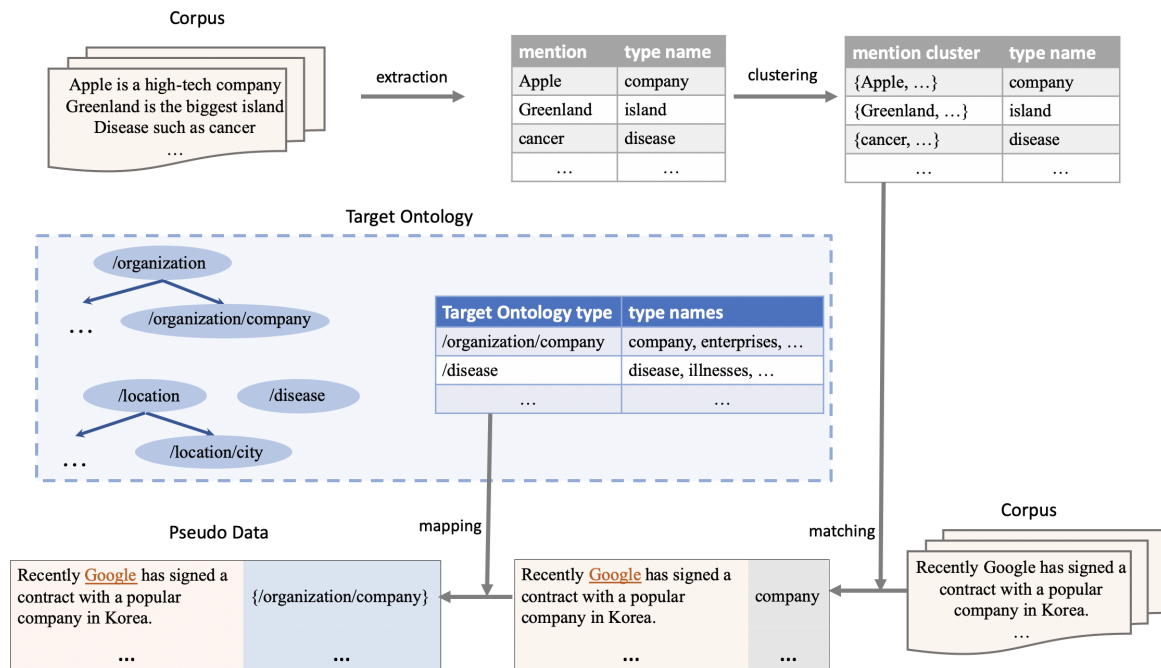 Corpus
Apple is a high-tech company
Greenland is the biggest island
Disease such as cancer
…
extraction
mention type name
Apple company
Greenland island
cancer disease
… …
clustering
mention cluster type name
{Apple, …} company
{Greenland, …} island
{cancer, …} disease
… …
Target Ontology
/organization
… /organization/company
/location /disease
… /location/city
Target Ontology type type names
/organization/company company, enterprises, …
/disease disease, illnesses, …
… …
mapping
matching
Corpus
Recently Google has signed a
contract with a popular
company in Korea.
…
Recently Google has signed a
contract with a popular
company in Korea.
company
... ...
Pseudo Data
Recently Google has signed a
contract with a popular
company in Korea.
{/organization/company}
... ...